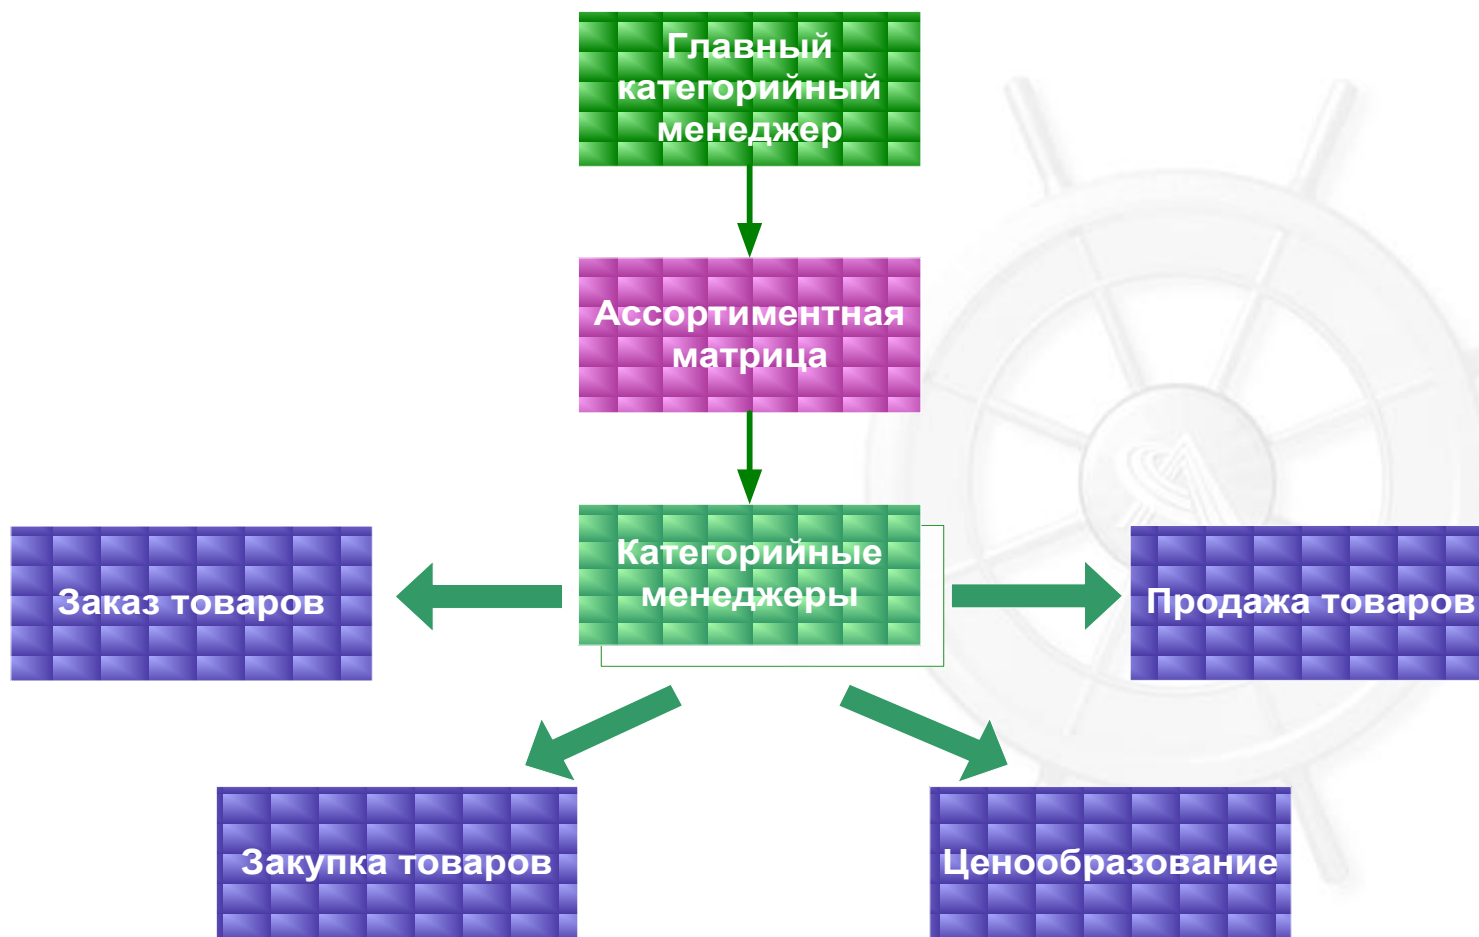 Главный
категорийный
менеджер
Ассортиментная
матрица
Категорийные
менеджеры
Заказ товаров
Продажа товаров
Закупка товаров
Ценообразование